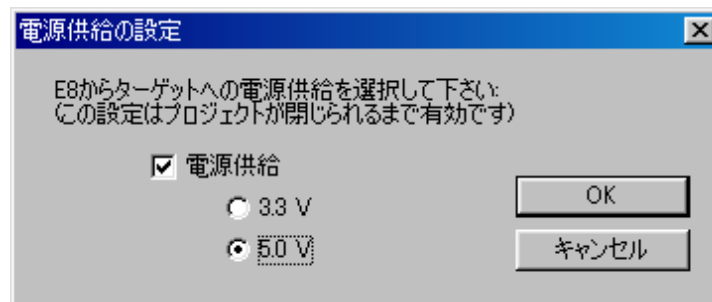 電源供給の設定
E8からターゲットへの電源供給を選択して下さい:
(この設定はプロジェクトが閉じられるまで有効です)
電源供給
3.3 V
5.0 V
OK
キャンセル